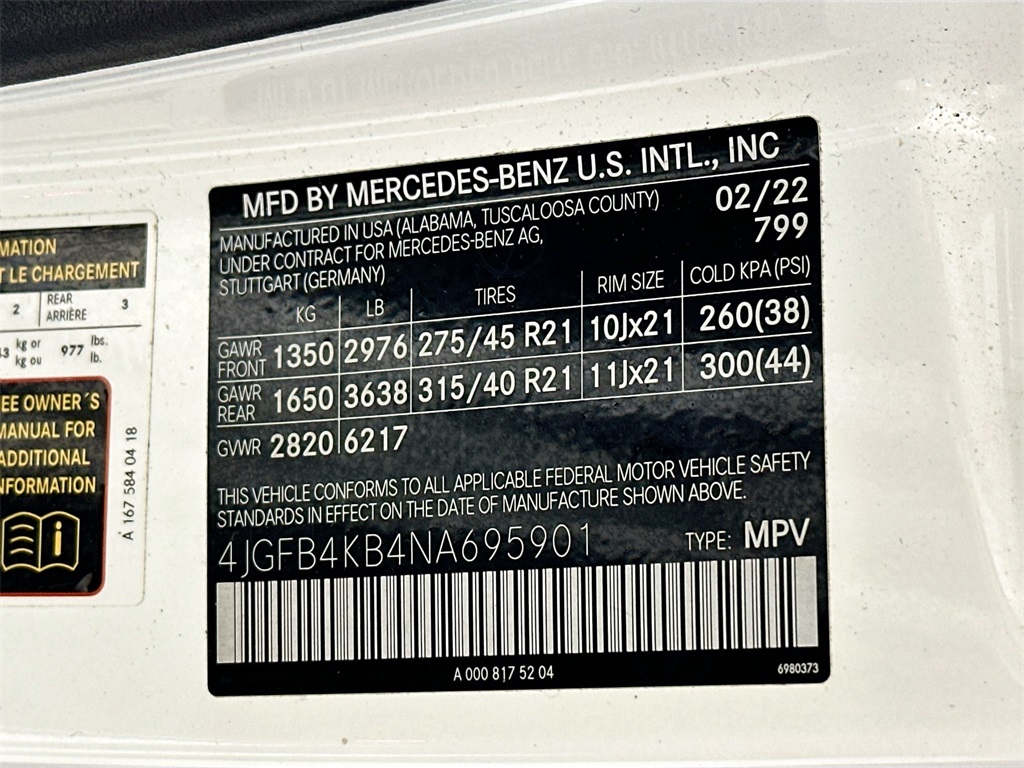 MFD BY MERCEDES-BENZ U.S. INTL., INC
MANUFACTURED IN USA (ALABAMA, TUSCALOOSA COUNTY) 02/22
UNDER CONTRACT FOR MERCEDES-BENZ AG, 799
STUTTGART (GERMANY)
KG LB TIRES RIM SIZE COLD KPA (PSI)
GAWR FRONT 1350 2976 275/45 R21 10Jx21 260(38)
GAWR REAR 1650 3638 315/40 R21 11Jx21 300(44)
GVWR 2820 6217
THIS VEHICLE CONFORMS TO ALL APPLICABLE FEDERAL MOTOR VEHICLE SAFETY
STANDARDS IN EFFECT ON THE DATE OF MANUFACTURE SHOWN ABOVE.
4JGFB4KB4NA695901 TYPE: MPV
A 000 817 52 04 6980373
MATION
T LE CHARGEMENT
2 REAR 3
ARRIÈRE
kg or 977 lbs.
kg ou lb.
EE OWNER´S
MANUAL FOR
ADDITIONAL
NFORMATION
A 167 584 04 18